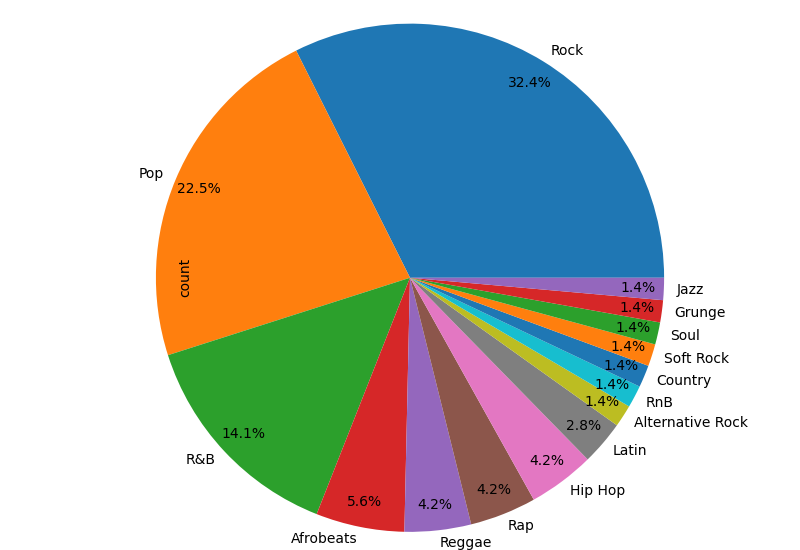 Rock
32.4%
Pop
22.5%
count
R&B
14.1%
Afrobeats
5.6%
Reggae
4.2%
Rap
4.2%
Hip Hop
4.2%
Latin
2.8%
Alternative Rock
1.4%
RnB
1.4%
Country
1.4%
Soft Rock
1.4%
Soul
1.4%
Grunge
1.4%
Jazz
1.4%